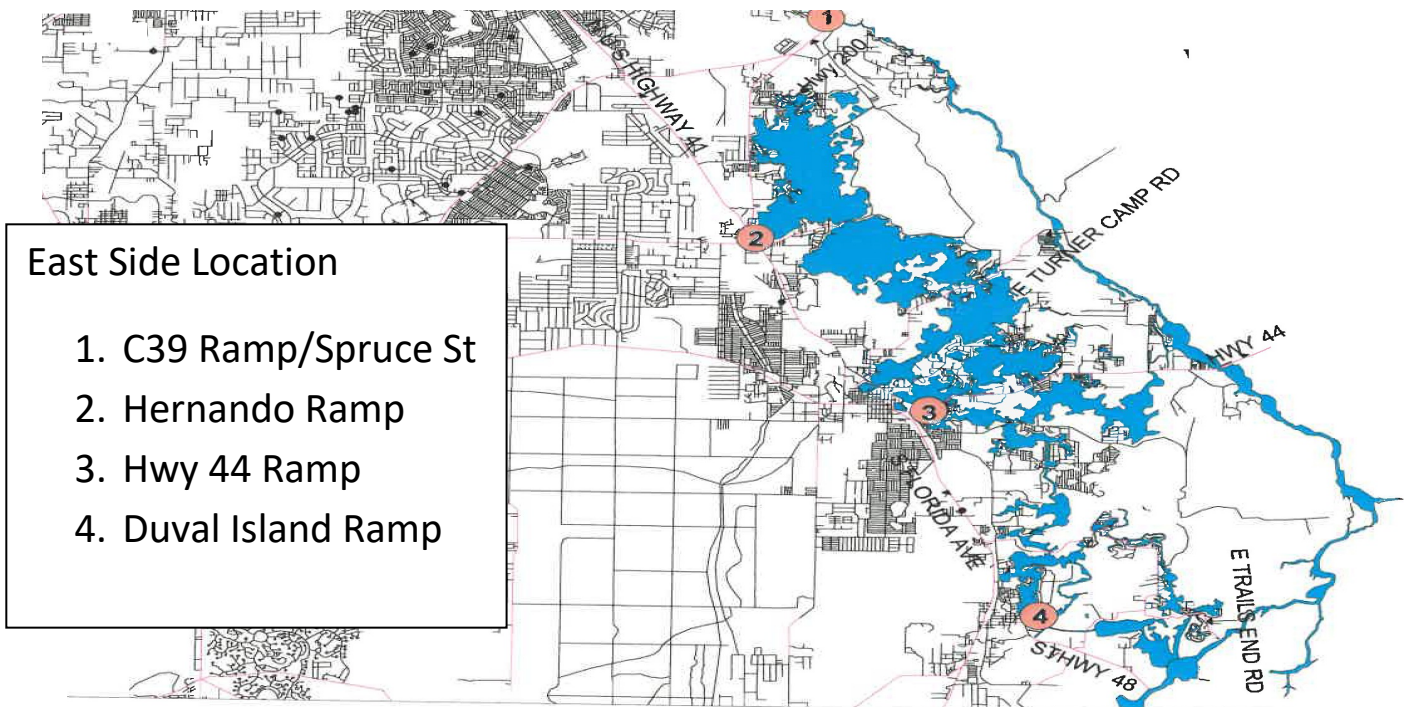 1
Hwy 200
N US HIGHWAY 41
E TURNER CAMP RD
2
East Side Location
1. C39 Ramp/Spruce St
2. Hernando Ramp
3. Hwy 44 Ramp
4. Duval Island Ramp
HWY 44
3
S FLORIDA AVE
E TRAILS END RD
4
ST HWY 48